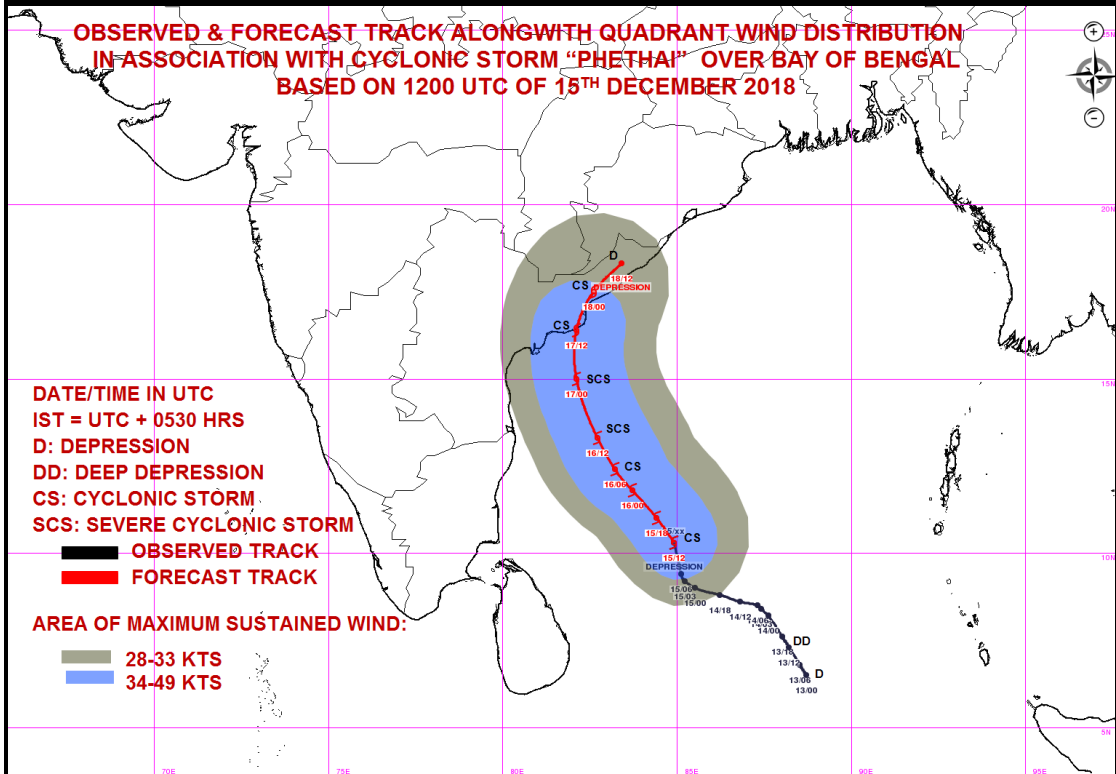 OBSERVED & FORECAST TRACK ALONGWITH QUADRANT WIND DISTRIBUTION
IN ASSOCIATION WITH CYCLONIC STORM “PHETHAI” OVER BAY OF BENGAL
BASED ON 1200 UTC OF 15TH DECEMBER 2018
25N
20N
D
18/12
DEPRESSION
CS
18/00
CS
17/12
15N
SCS
17/00
SCS
16/12
CS
16/06
16/00
15/18
CS
15/12
10N
DEPRESSION
15/06
15/03
15/00
14/18
14/12
14/06
14/00
DD
13/18
13/12
D
13/06
13/00
DATE/TIME IN UTC
IST = UTC + 0530 HRS
D: DEPRESSION
DD: DEEP DEPRESSION
CS: CYCLONIC STORM
SCS: SEVERE CYCLONIC STORM
OBSERVED TRACK
FORECAST TRACK
AREA OF MAXIMUM SUSTAINED WIND:
28-33 KTS
34-49 KTS
5N
70E 75E 80E 85E 90E 95E